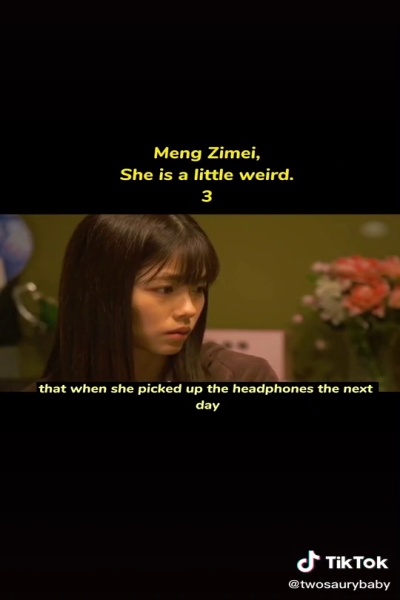 Meng Zimei,
She is a little weird.
3
that when she picked up the headphones the next
day
TikTok
@twosaurybaby